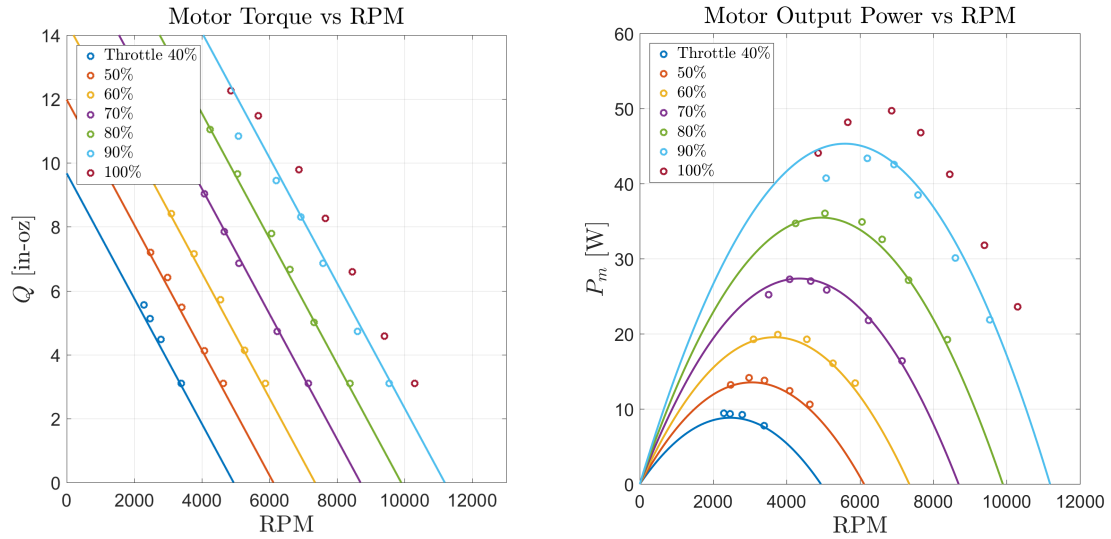 Motor Torque vs RPM
14
12
10
8
6
4
2
0
Q [in-oz]
Throttle 40%
50%
60%
70%
80%
90%
100%
0 2000 4000 6000 8000 10000 12000
RPM
Motor Output Power vs RPM
60
50
40
30
20
10
0
Pm [W]
Throttle 40%
50%
60%
70%
80%
90%
100%
0 2000 4000 6000 8000 10000 12000
RPM